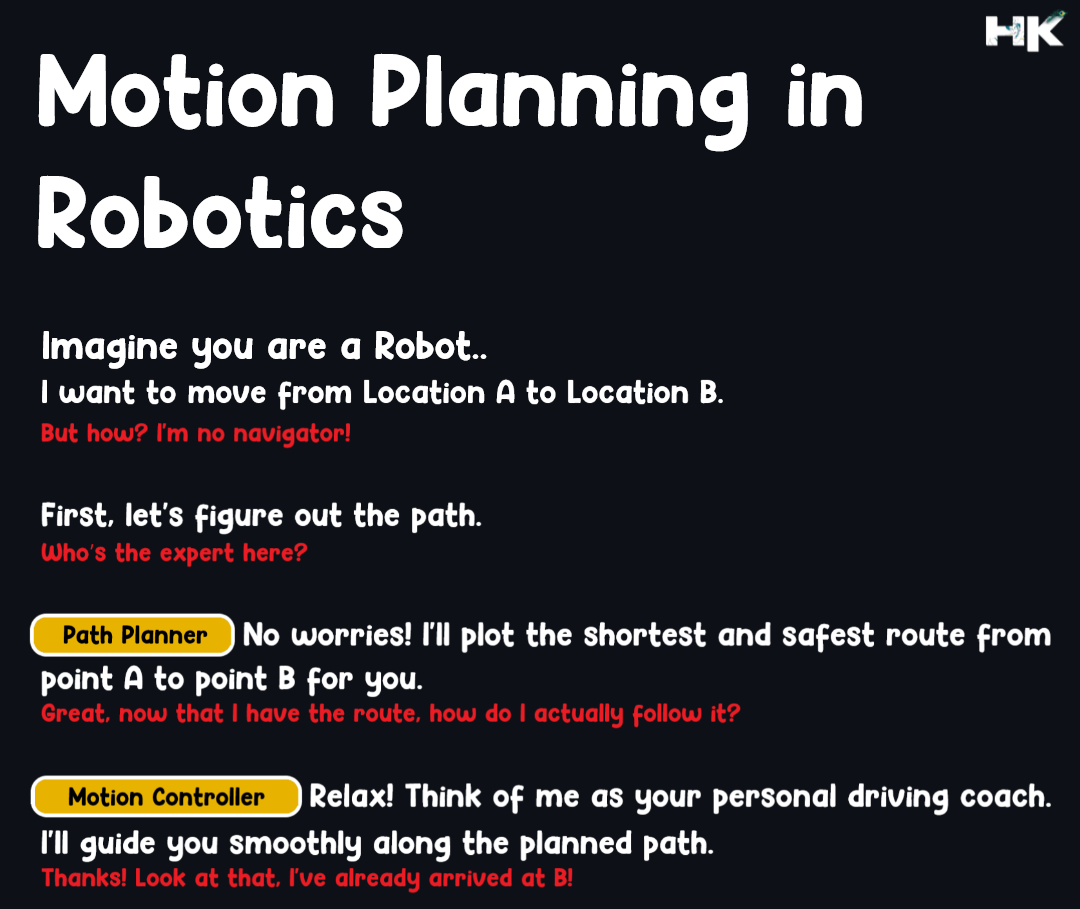 HK
Motion Planning in
Robotics
Imagine you are a Robot..
I want to move from Location A to Location B.
But how? I'm no navigator!
First, let's figure out the path.
Who's the expert here?
Path Planner No worries! I'll plot the shortest and safest route from
point A to point B for you.
Great, now that I have the route, how do I actually follow it?
Motion Controller Relax! Think of me as your personal driving coach.
I'll guide you smoothly along the planned path.
Thanks! Look at that, I've already arrived at B!